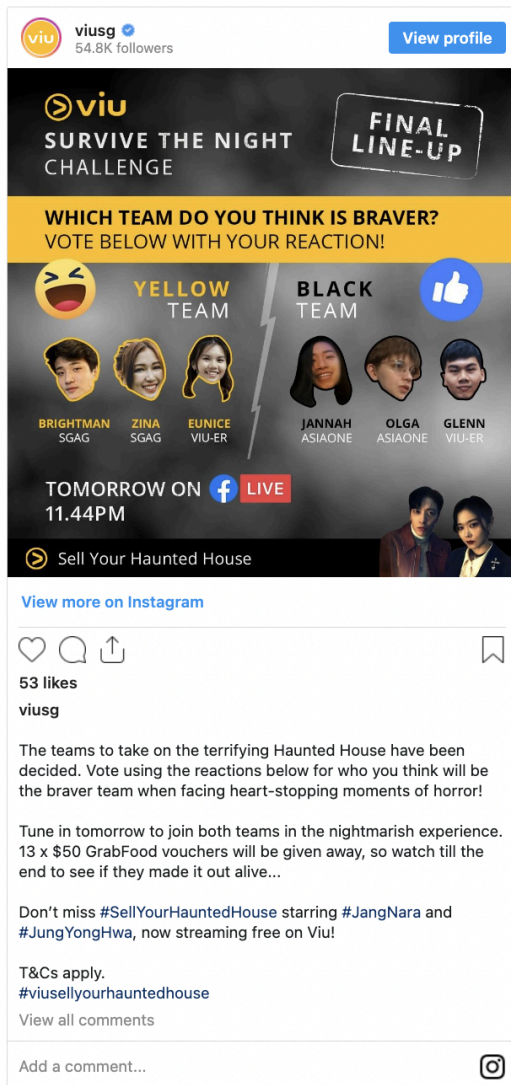 viusg
54.8K followers
View profile
viu
viu
SURVIVE THE NIGHT
CHALLENGE
FINAL
LINE-UP
WHICH TEAM DO YOU THINK IS BRAVER?
VOTE BELOW WITH YOUR REACTION!
YELLOW
TEAM
BLACK
TEAM
BRIGHTMAN
SGAG
ZINA
SGAG
EUNICE
VIU-ER
JANNAH
ASIAONE
OLGA
ASIAONE
GLENN
VIU-ER
TOMORROW ON f LIVE
11.44PM
Sell Your Haunted House
View more on Instagram
53 likes
viusg
The teams to take on the terrifying Haunted House have been
decided. Vote using the reactions below for who you think will be
the braver team when facing heart-stopping moments of horror!
Tune in tomorrow to join both teams in the nightmarish experience.
13 x $50 GrabFood vouchers will be given away, so watch till the
end to see if they made it out alive...
Don’t miss #SellYourHauntedHouse starring #JangNara and
#JungYongHwa, now streaming free on Viu!
T&Cs apply.
#viusellyourhauntedhouse
View all comments
Add a comment...